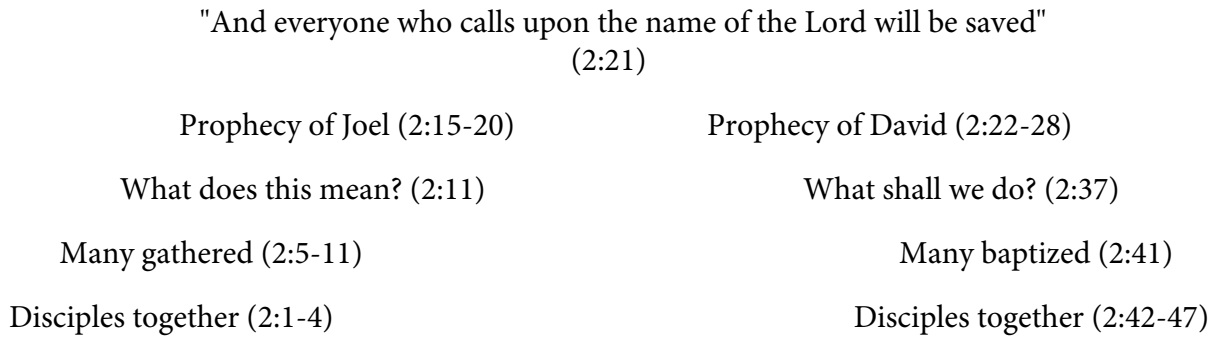 "And everyone who calls upon the name of the Lord will be saved"
(2:21)
Prophecy of Joel (2:15-20) Prophecy of David (2:22-28)
What does this mean? (2:11) What shall we do? (2:37)
Many gathered (2:5-11) Many baptized (2:41)
Disciples together (2:1-4) Disciples together (2:42-47)